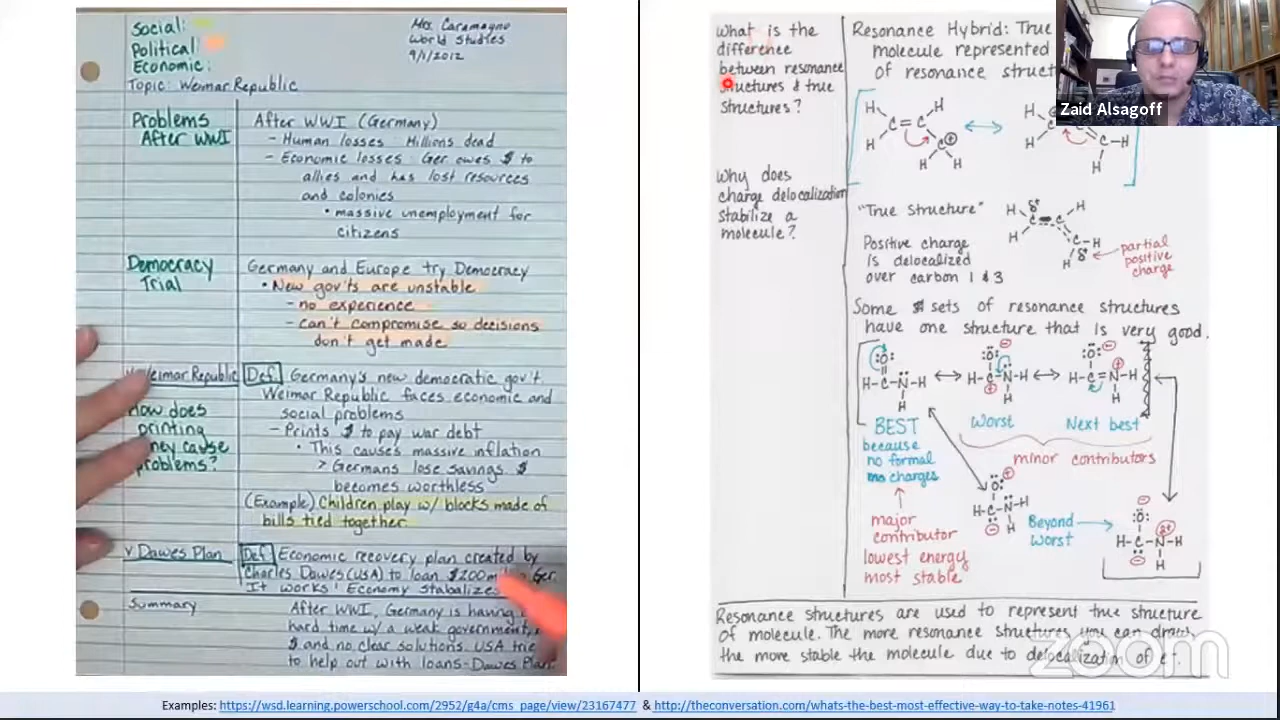 Social:
Political:
Economic:
Topic: Weimar Republic
Mrs. Caramagno
World Studies
9/1/2012
Problems
After WWI
After WWI (Germany)
- Human losses Millions dead
- Economic losses: Ger owes $ to
allies and has lost resources
and colonies
• massive unemployment for
citizens
Democracy
Trial
Germany and Europe try Democracy
• New gov'ts are unstable
- no experience
- can't compromise so decisions
don't get made
Weimar Republic
Def Germany's new democratic gov't.
Weimar Republic faces economic and
social problems
How does
printing
cause
problems?
- Prints $ to pay war debt
• This causes massive inflation
> Germans lose savings $
becomes worthless
(Example) Children play w/ blocks made of
bills tied together
v Dawes Plan
Def Economic recovery plan created by
Charles Dawes (USA) to loan $200 Ger.
It works! Economy stabalizes
Summary
After WWI, Germany is having
hard time w/ a weak government,
$ and no clear solutions. USA trie
to help out with loans - Dawes Plan.
What is the
difference
between resonance
structures & true
structures?
Why does
charge delocalization
stabilize a
molecule?
Resonance Hybrid: True
molecule represented
of resonance struct
H H
C=C
H C⊕
H H
H
C-H
H
"True Structure"
Positive charge
is delocalized
over carbon 1 & 3
H δ⁺ H
C C
H C-H
H δ⁺
partial
positive
charge
Some sets of resonance structures
have one structure that is very good.
:O: :O: ⊖ :O: ⊖
H-C-N-H ↔ H-C-N-H ↔ H-C=N-H
H ⊕ H H
BEST
because
no formal
charges
Worst
Next best
minor contributors
major
contributor
lowest energy
most stable
:O: ⊕
H-C-N-H
⊖ H
Beyond
worst
⊖
:O:
H-C-N-H
⊖ H
Resonance structures are used to represent true structure
of molecule. The more resonance structures you can draw
the more stable the molecule due to delocalization of e⁻.
Zaid Alsagoff
zoom
Examples: https://wsd.learning.powerschool.com/2952/g4a/cms_page/view/23167477 & http://theconversation.com/whats-the-best-most-effective-way-to-take-notes-41961